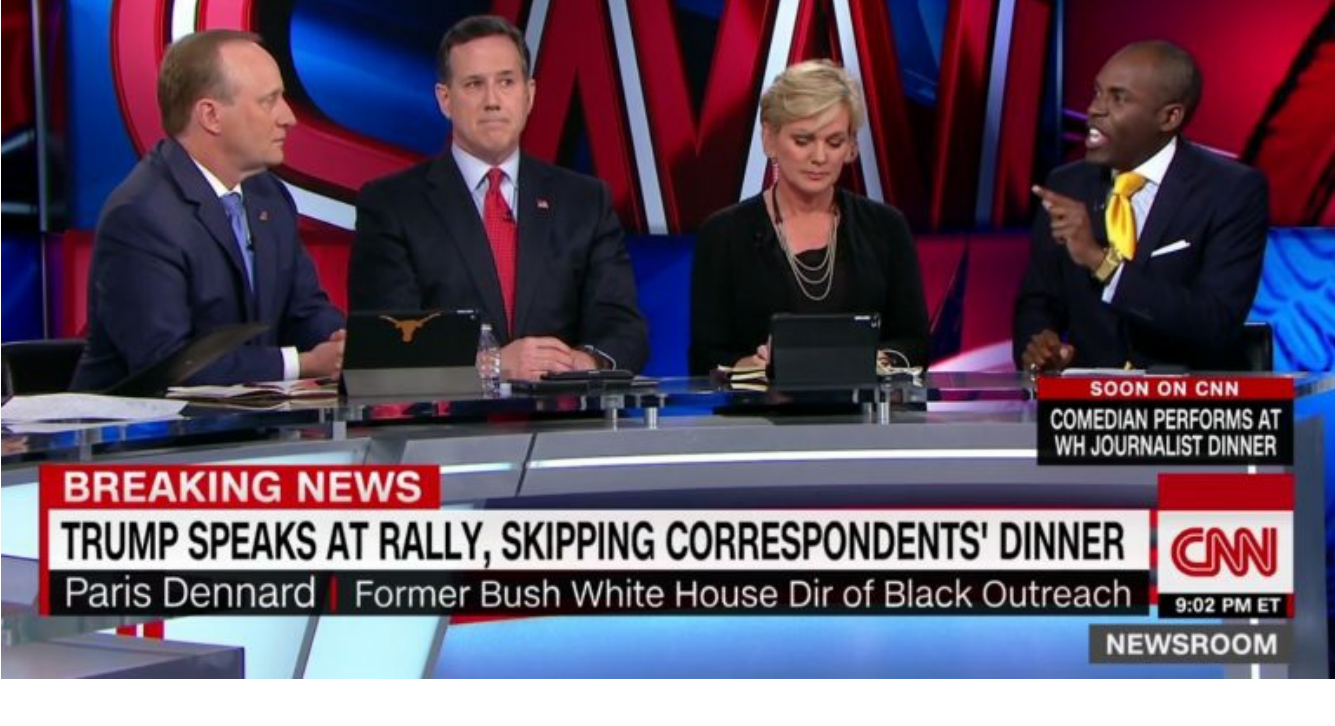 SOON ON CNN
COMEDIAN PERFORMS AT
WH JOURNALIST DINNER
BREAKING NEWS
TRUMP SPEAKS AT RALLY, SKIPPING CORRESPONDENTS' DINNER
Paris Dennard | Former Bush White House Dir of Black Outreach
CNN
9:02 PM ET
NEWSROOM